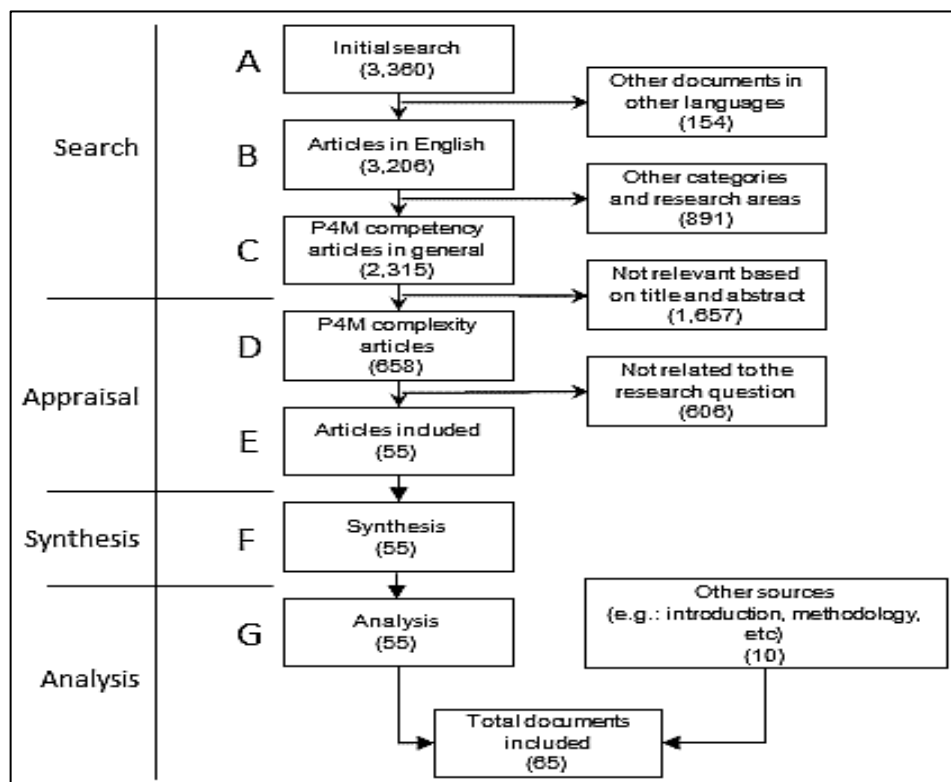 Search
A
Initial search
(3,360)
Other documents in
other languages
(154)
B
Articles in English
(3,206)
Other categories
and research areas
(891)
C
P4M competency
articles in general
(2,315)
Not relevant based
on title and abstract
(1,657)
Appraisal
D
P4M complexity
articles
(658)
Not related to the
research question
(606)
E
Articles included
(55)
Synthesis
F
Synthesis
(55)
Analysis
G
Analysis
(55)
Other sources
(e.g.: introduction, methodology,
etc)
(10)
Total documents
included
(65)